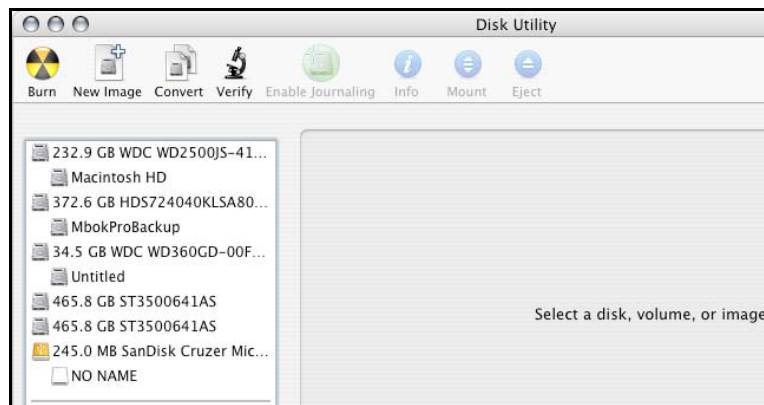 Disk Utility
Burn New Image Convert Verify Enable Journaling Info Mount Eject
232.9 GB WDC WD2500JS-41...
Macintosh HD
372.6 GB HDS724040KLSA80...
MbokProBackup
34.5 GB WDC WD360GD-00F...
Untitled
465.8 GB ST3500641AS
465.8 GB ST3500641AS
245.0 MB SanDisk Cruzer Mic...
NO NAME
Select a disk, volume, or image